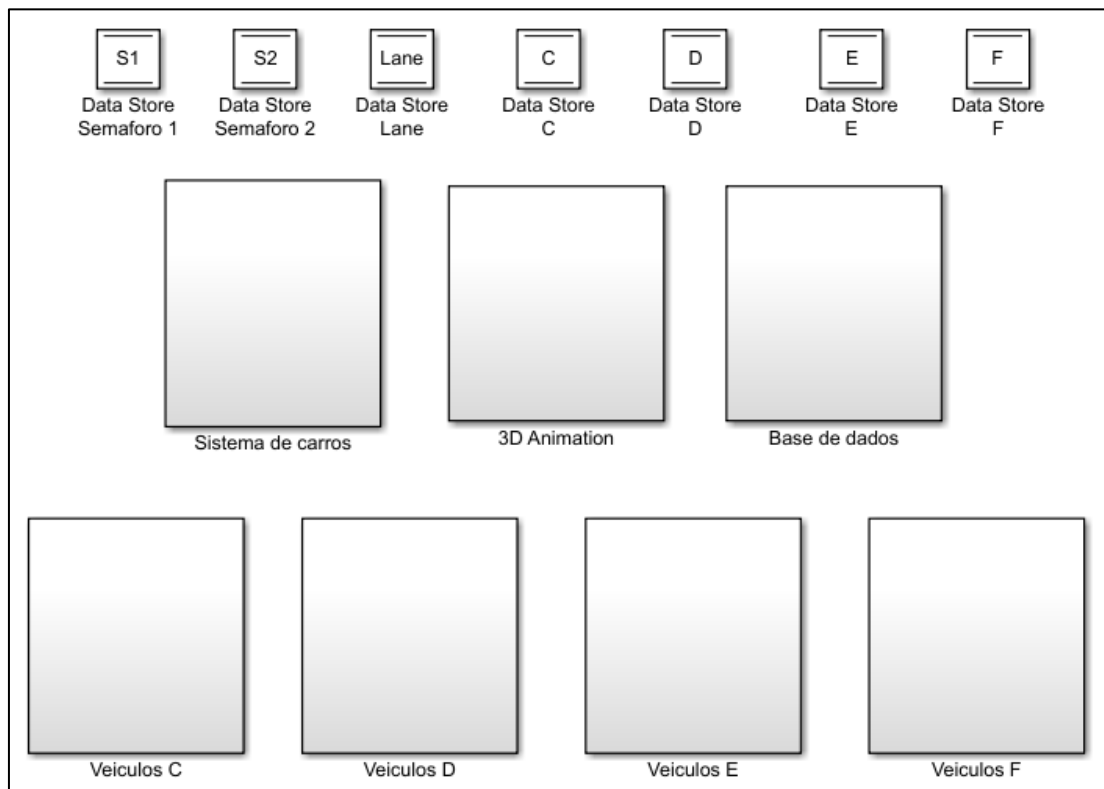 S1
S2
Lane
C
D
E
F
Data Store
Semaforo 1
Data Store
Semaforo 2
Data Store
Lane
Data Store
C
Data Store
D
Data Store
E
Data Store
F
Sistema de carros
3D Animation
Base de dados
Veiculos C
Veiculos D
Veiculos E
Veiculos F